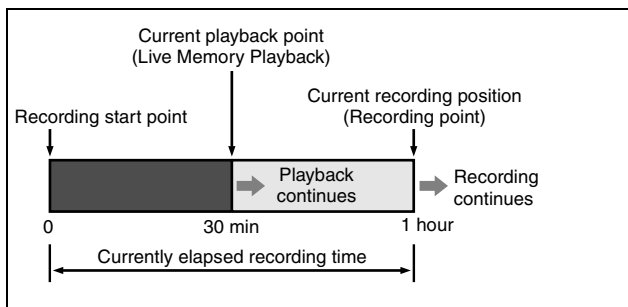 Current playback point
(Live Memory Playback)
Current recording position
(Recording point)
Recording start point
Playback
continues
Recording
continues
0
30 min
1 hour
Currently elapsed recording time